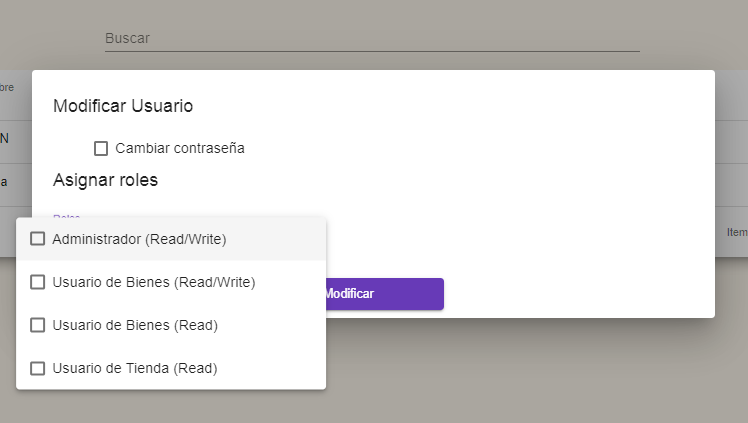 Buscar
bre
Modificar Usuario
N
Cambiar contraseña
a
Asignar roles
Roles
Item
Administrador (Read/Write)
Usuario de Bienes (Read/Write)
Modificar
Usuario de Bienes (Read)
Usuario de Tienda (Read)